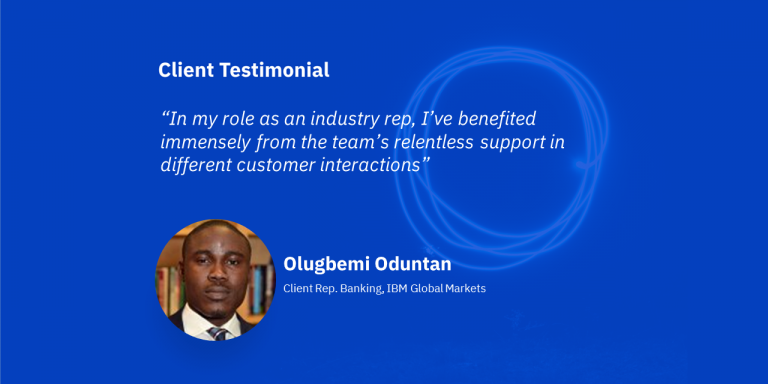 Client Testimonial
“In my role as an industry rep, I’ve benefited
immensely from the team’s relentless support in
different customer interactions”
Olugbemi Oduntan
Client Rep. Banking, IBM Global Markets